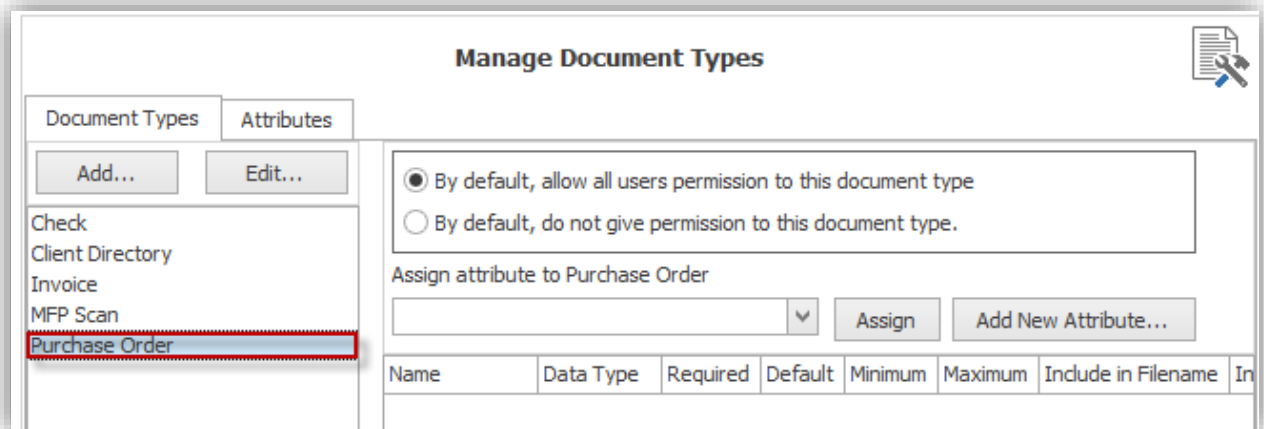 Manage Document Types
Document Types Attributes
Add... Edit...
Check
Client Directory
Invoice
MFP Scan
Purchase Order
By default, allow all users permission to this document type
By default, do not give permission to this document type.
Assign attribute to Purchase Order
Assign Add New Attribute...
Name Data Type Required Default Minimum Maximum Include in Filename In